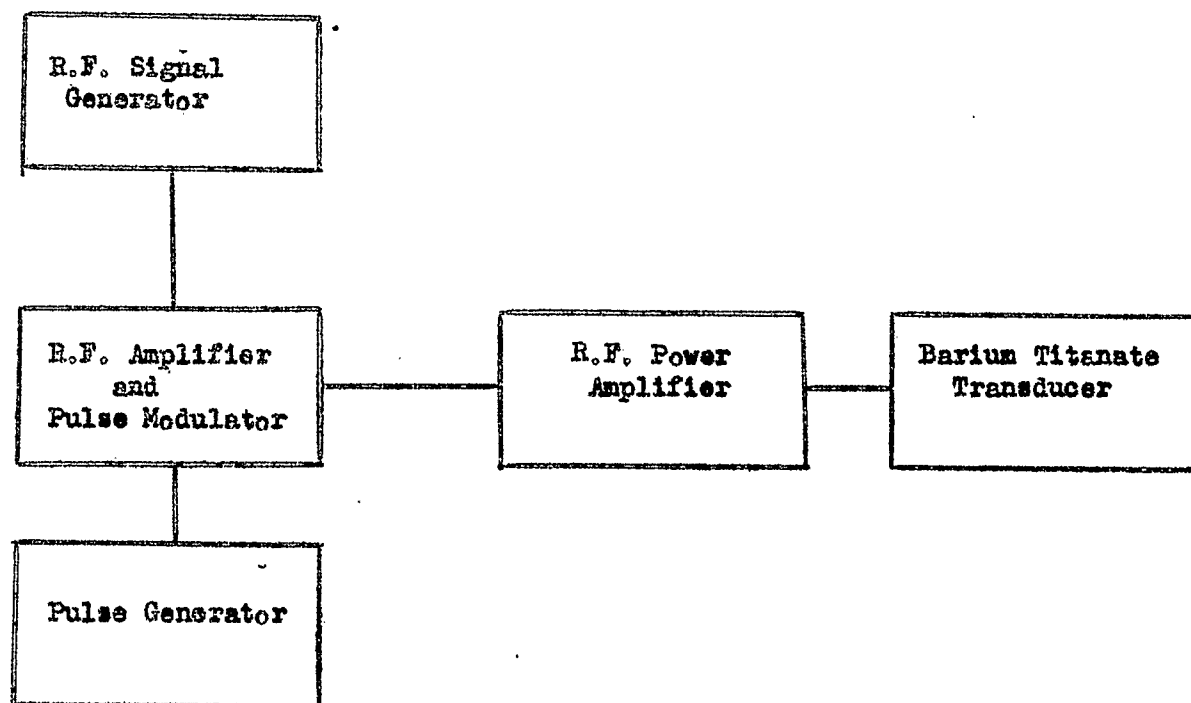 R.F. Signal
Generator
R.F. Amplifier
and
Pulse Modulator
R.F. Power
Amplifier
Barium Titanate
Transducer
Pulse Generator